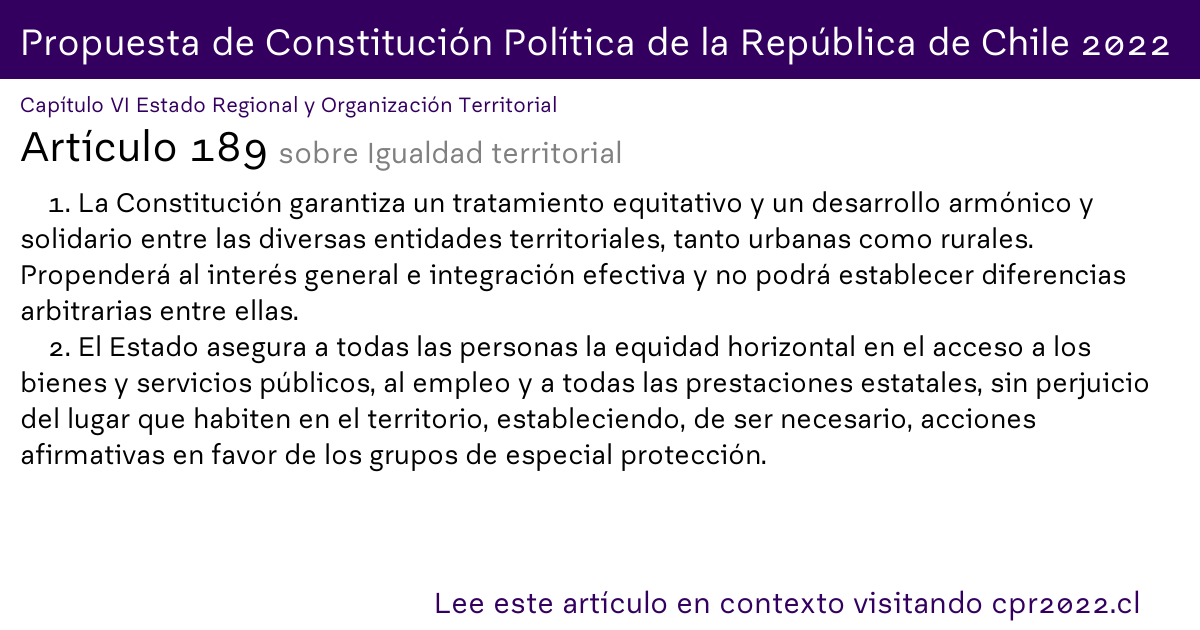 Propuesta de Constitución Política de la República de Chile 2022
Capítulo VI Estado Regional y Organización Territorial
Artículo 189 sobre Igualdad territorial
1. La Constitución garantiza un tratamiento equitativo y un desarrollo armónico y
solidario entre las diversas entidades territoriales, tanto urbanas como rurales.
Propenderá al interés general e integración efectiva y no podrá establecer diferencias
arbitrarias entre ellas.
2. El Estado asegura a todas las personas la equidad horizontal en el acceso a los
bienes y servicios públicos, al empleo y a todas las prestaciones estatales, sin perjuicio
del lugar que habiten en el territorio, estableciendo, de ser necesario, acciones
afirmativas en favor de los grupos de especial protección.
Lee este artículo en contexto visitando cpr2022.cl